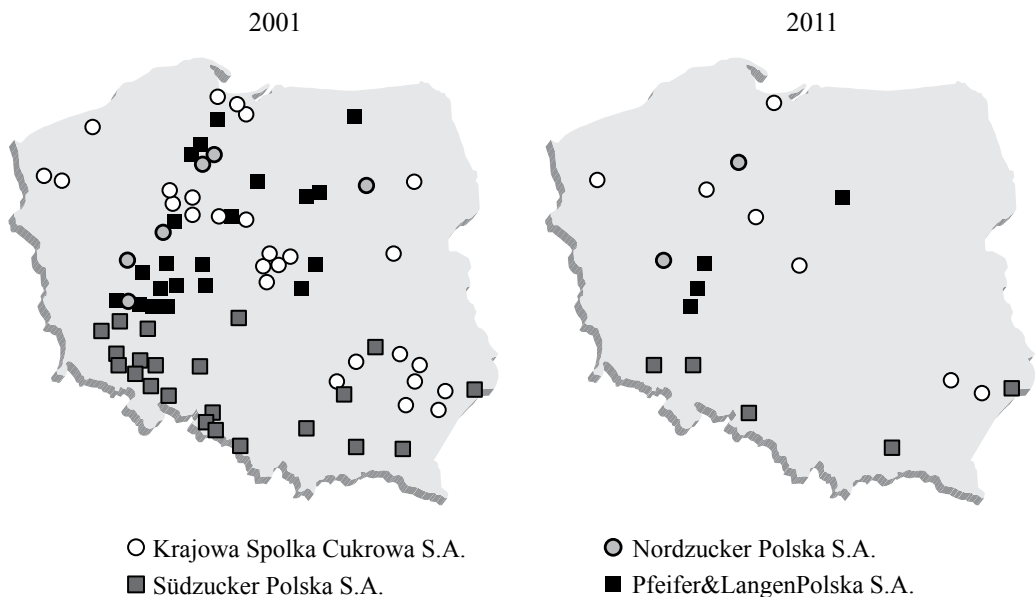 2001
2011
Krajowa Spolka Cukrowa S.A.
Nordzucker Polska S.A.
Südzucker Polska S.A.
Pfeifer&LangenPolska S.A.